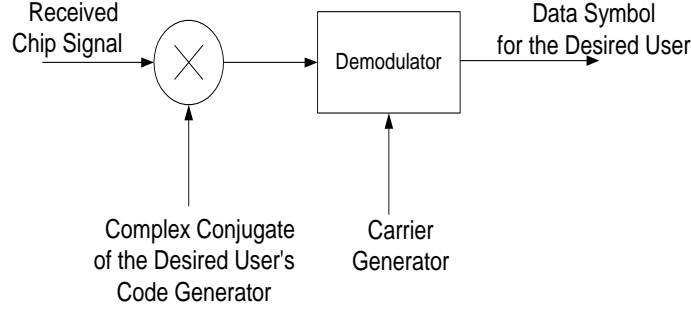 Received
Chip Signal
Data Symbol
for the Desired User
Demodulator
Complex Conjugate
of the Desired User's
Code Generator
Carrier
Generator